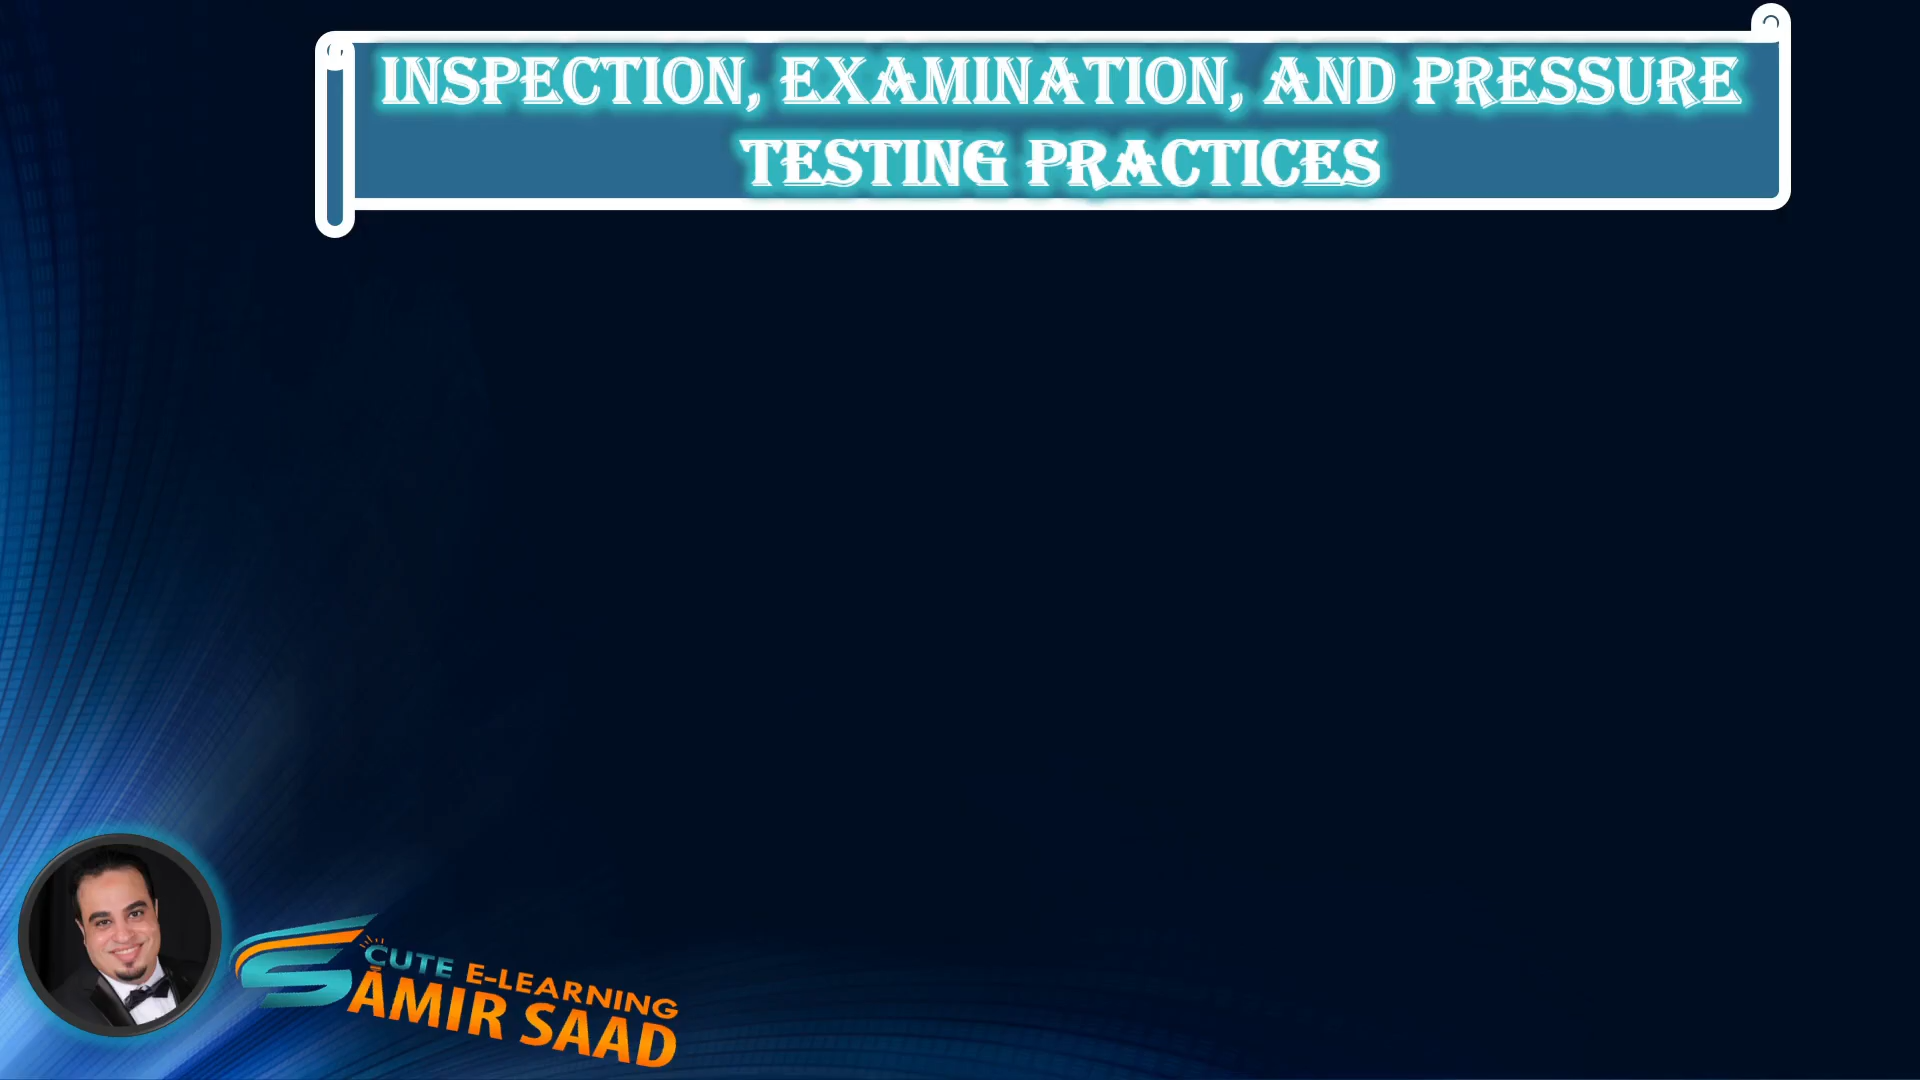 INSPECTION, EXAMINATION, AND PRESSURE
TESTING PRACTICES
CUTE E-LEARNING
SAMIR SAAD